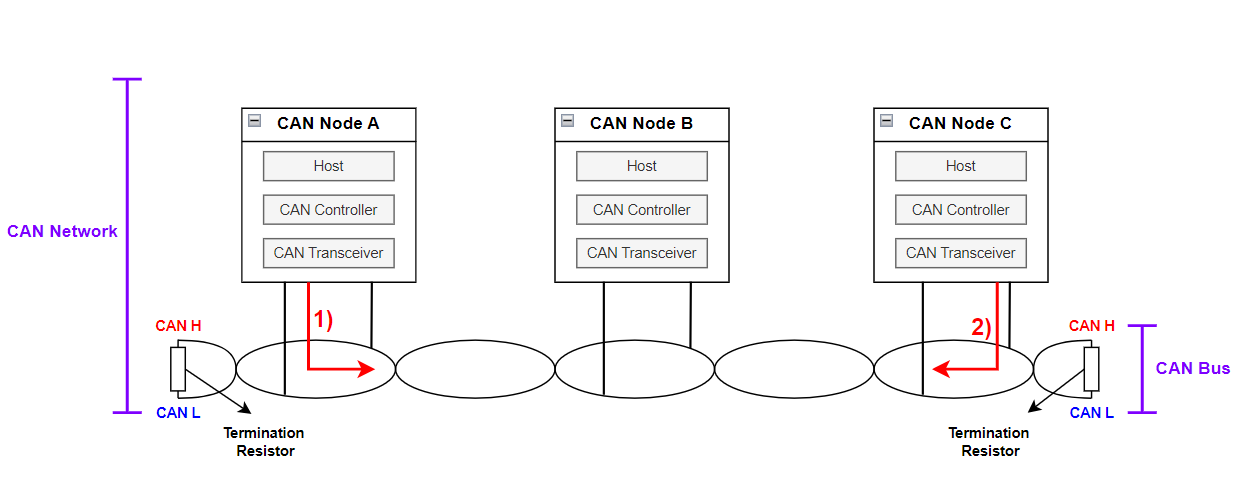 CAN Node A
Host
CAN Controller
CAN Transceiver
CAN Node B
Host
CAN Controller
CAN Transceiver
CAN Node C
Host
CAN Controller
CAN Transceiver
CAN Network
1)
2)
CAN H
CAN L
Termination
Resistor
CAN H
CAN L
Termination
Resistor
CAN Bus